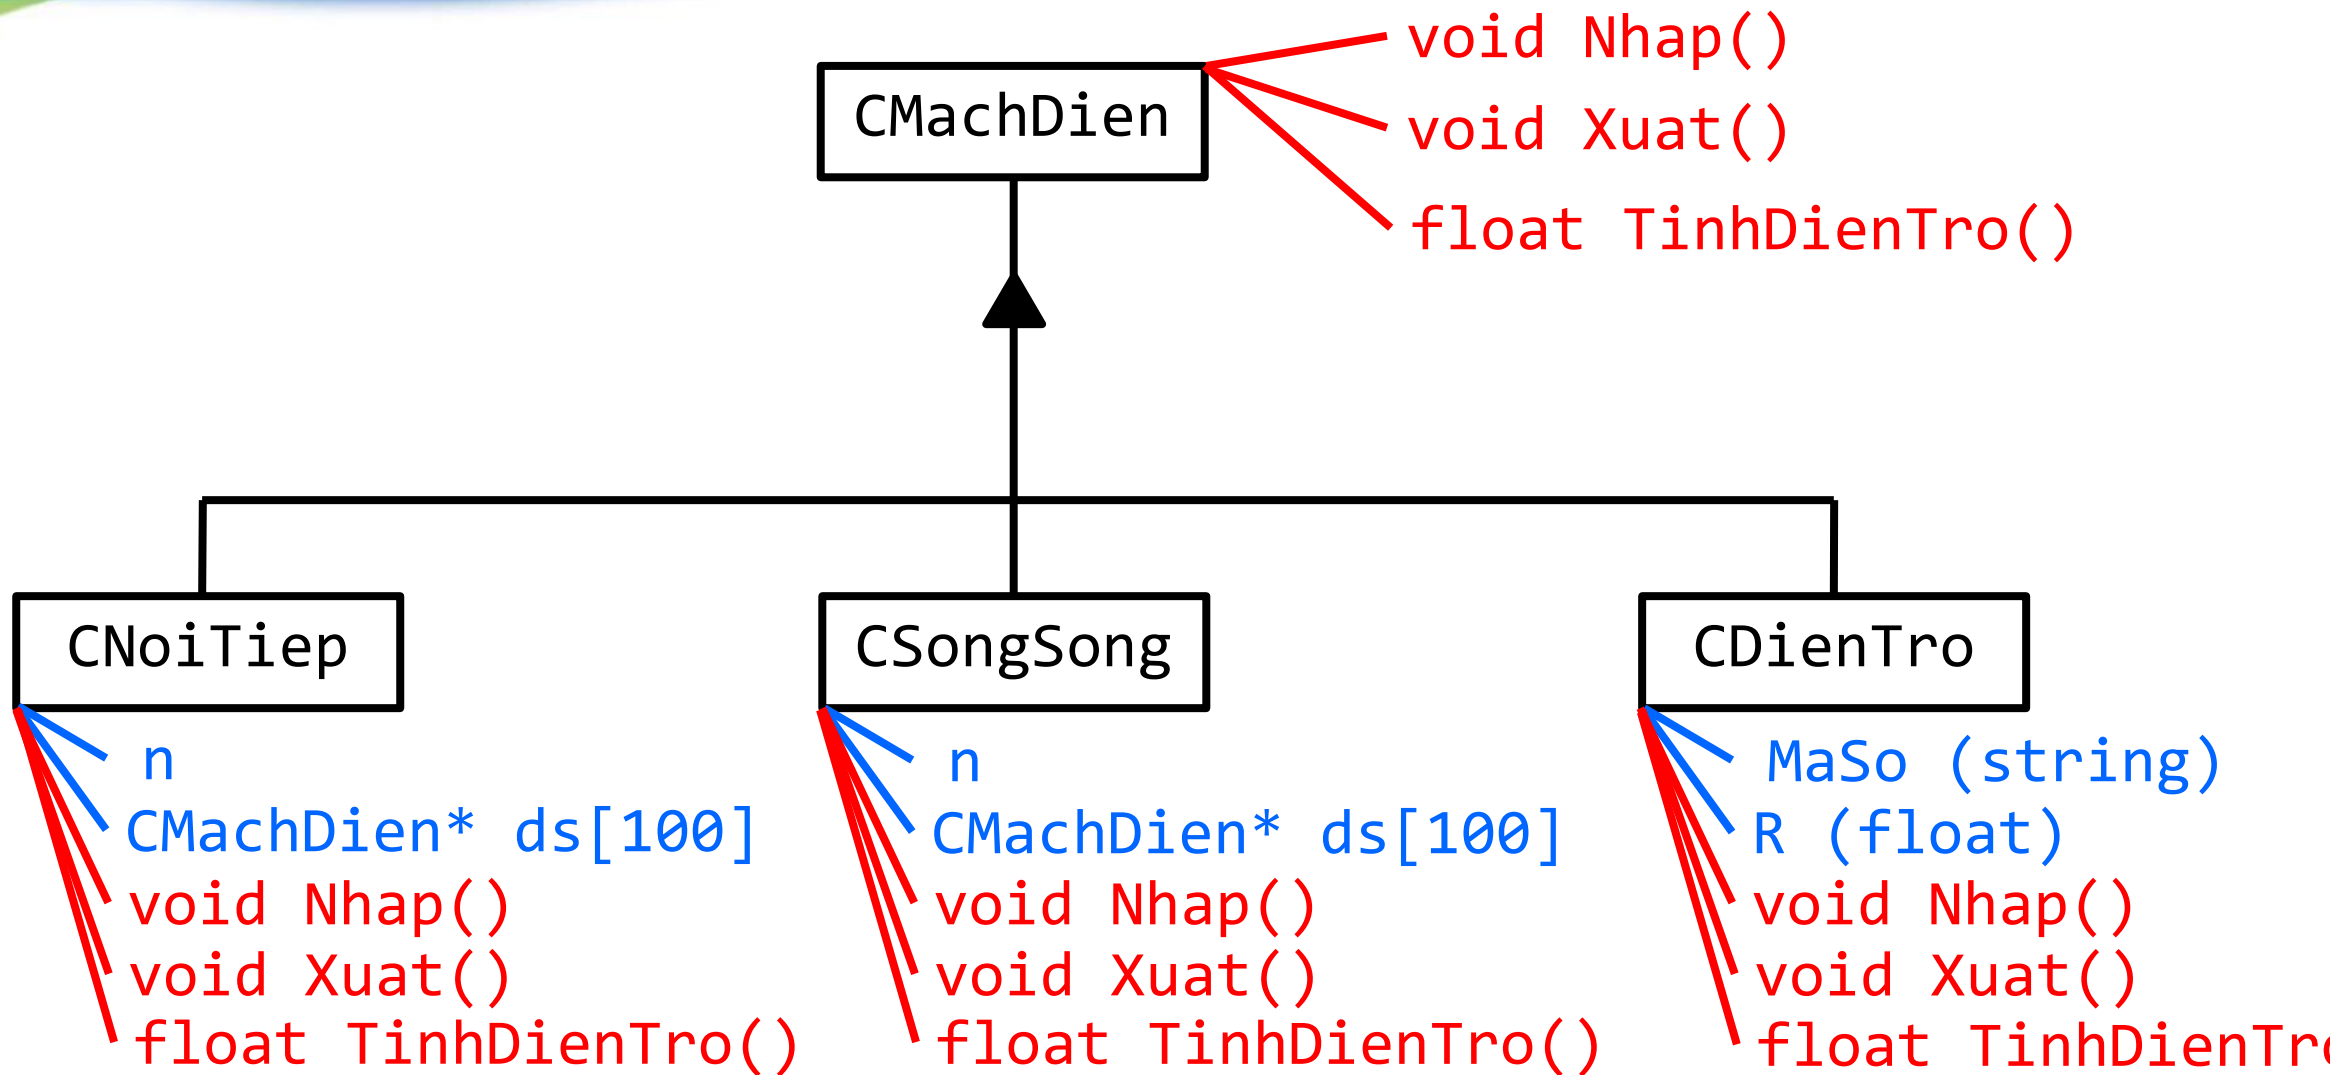 void Nhap()
CMachDien
void Xuat()
float TinhDienTro()
CNoiTiep
CSongSong
CDienTro
n
CMachDien* ds[100]
void Nhap()
void Xuat()
float TinhDienTro()
n
CMachDien* ds[100]
void Nhap()
void Xuat()
float TinhDienTro()
MaSo (string)
R (float)
void Nhap()
void Xuat()
float